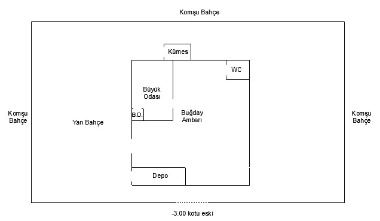 Komşu Bahçe
Kümes
WC
Büyük
Odası
Komşu
Bahçe
B.O.
Buğday
Ambarı
Yan Bahçe
Komşu
Bahçe
Depo
-3.00 kotu eski